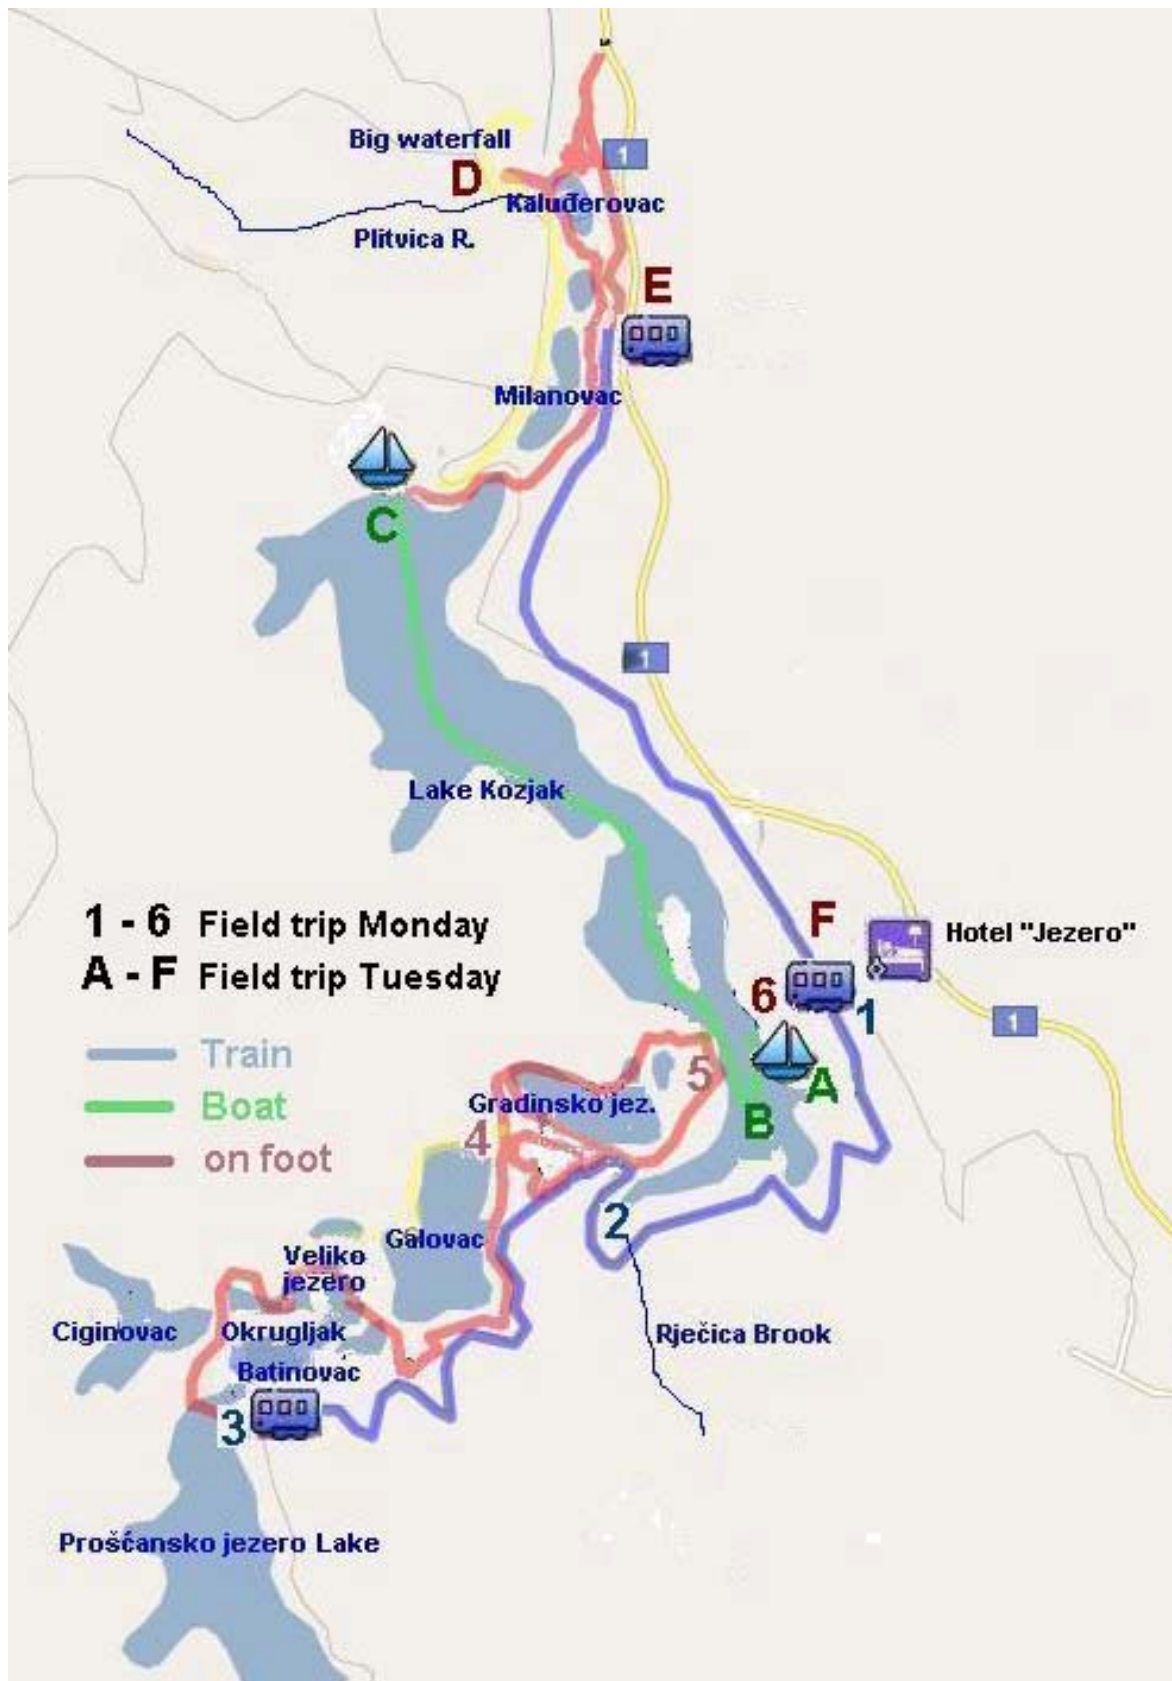 Big waterfall
D
1
Kaluđerovac
Plitvica R.
E
Milanovac
C
1
Lake Kozjak
1 - 6 Field trip Monday
A - F Field trip Tuesday
F
Hotel "Jezero"
6
1
1
Train
Boat
on foot
5
A
Gradinsko jez.
B
4
2
Galovac
Veliko
jezero
Ciginovac
Okrugljak
Rječica Brook
Batinovac
3
Prošćansko jezero Lake